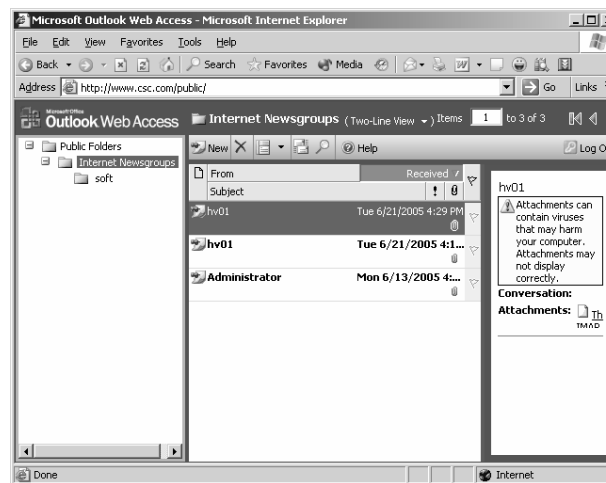 Microsoft Outlook Web Access - Microsoft Internet Explorer
File Edit View Favorites Tools Help
Back Search Favorites Media
Address http://www.csc.com/public/ Go Links
Microsoft Office
Outlook Web Access
Internet Newsgroups (Two-Line View) Items 1 to 3 of 3
New Help Log O
Public Folders
Internet Newsgroups
soft
From Received
Subject
hv01 Tue 6/21/2005 4:29 PM
hv01 Tue 6/21/2005 4:1...
Administrator Mon 6/13/2005 4:...
hv01
Attachments can
contain viruses
that may harm
your computer.
Attachments may
not display
correctly.
Conversation:
Attachments: Th
IMAP
Done Internet